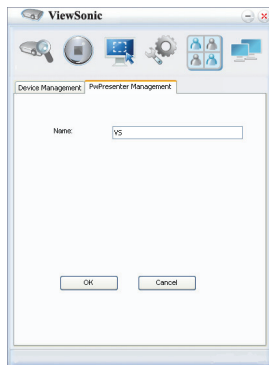 ViewSonic
Device Management
PwPresenter Management
Name:
VS
OK
Cancel